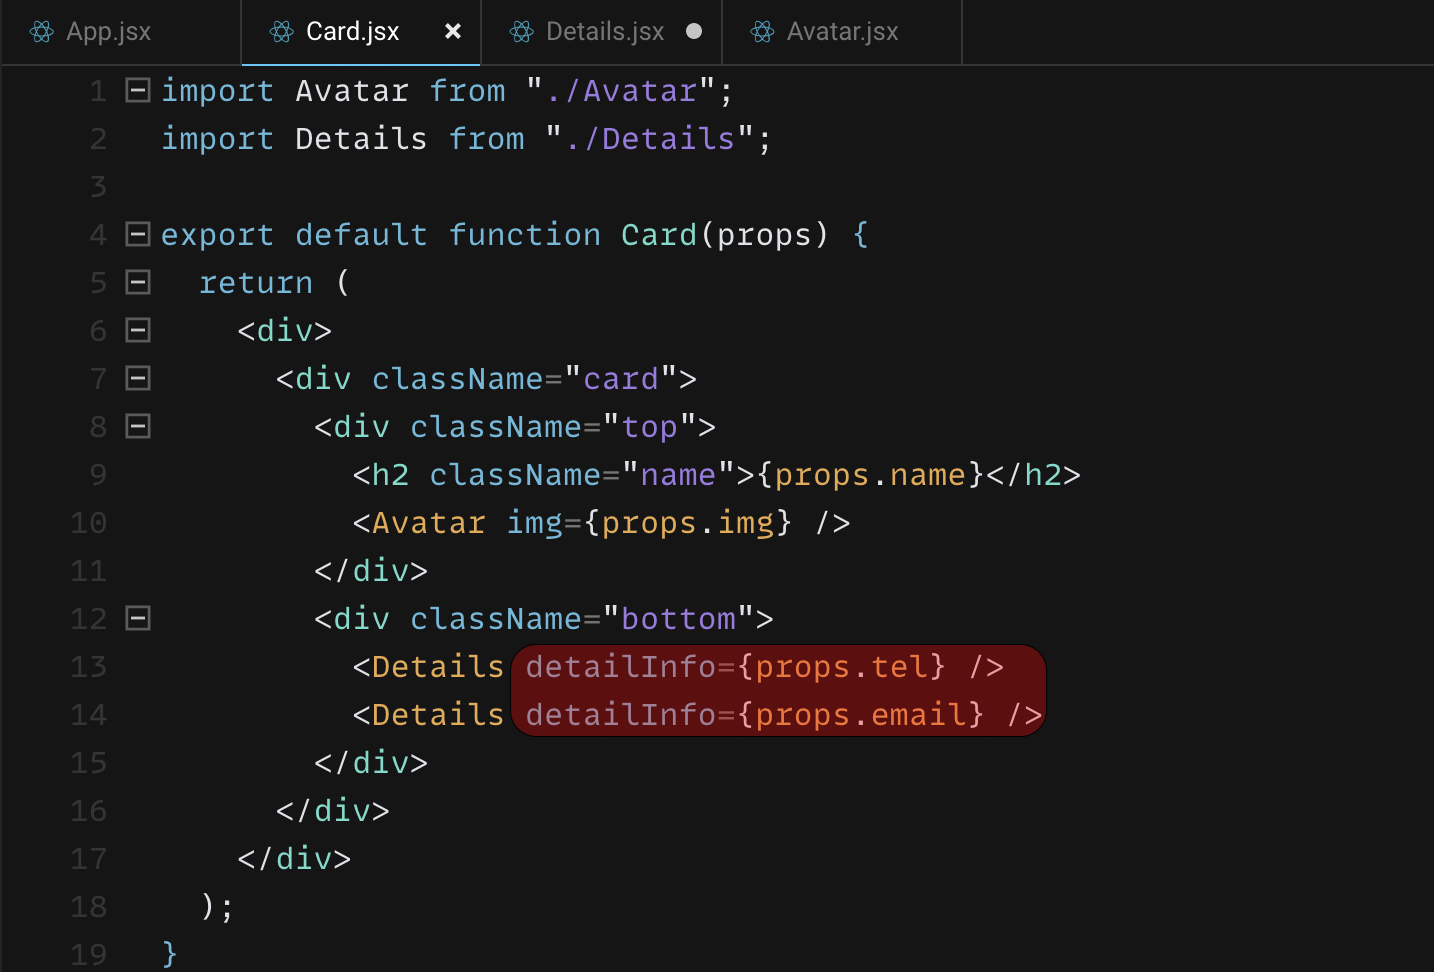 App.jsx Card.jsx × Details.jsx Avatar.jsx
1 import Avatar from "./Avatar";
2 import Details from "./Details";
3
4 export default function Card(props) {
5   return (
6     <div>
7       <div className="card">
8         <div className="top">
9           <h2 className="name">{props.name}</h2>
10           <Avatar img={props.img} />
11         </div>
12         <div className="bottom">
13           <Details detailInfo={props.tel} />
14           <Details detailInfo={props.email} />
15         </div>
16       </div>
17     </div>
18   );
19 }